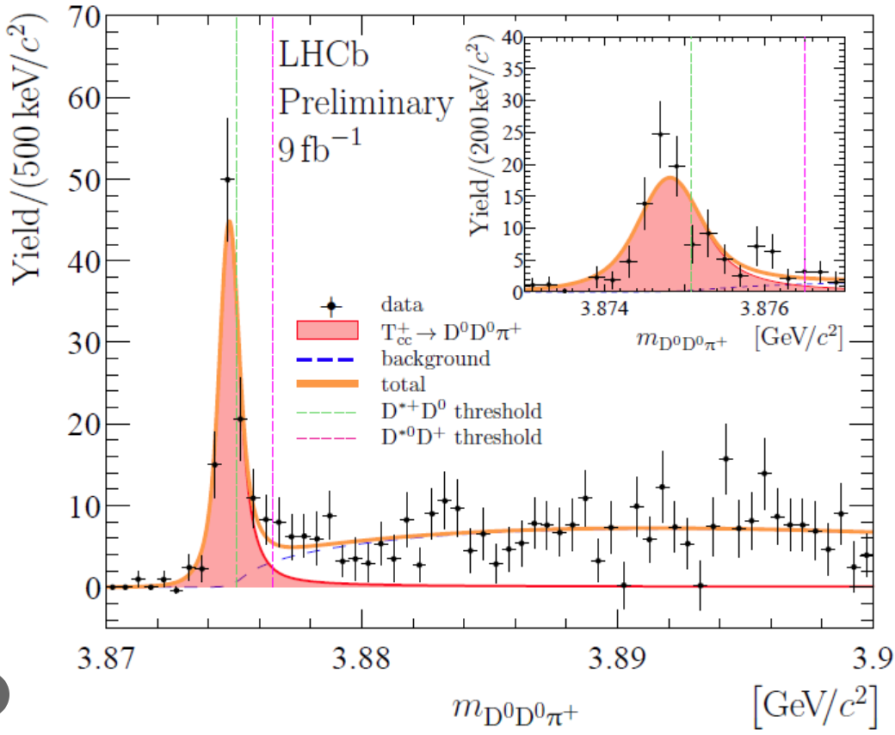 70
60
50
40
30
20
10
0
Yield/(500 keV/c²)
LHCb
Preliminary
9 fb⁻¹
data
T⁺cc → D⁰D⁰π⁺
background
total
D*⁺D⁰ threshold
D*⁰D⁺ threshold
40
35
30
25
20
15
10
5
0
Yield/(200 keV/c²)
3.874
3.876
m_D⁰D⁰π⁺ [GeV/c²]
3.87
3.88
3.89
3.9
m_D⁰D⁰π⁺ [GeV/c²]